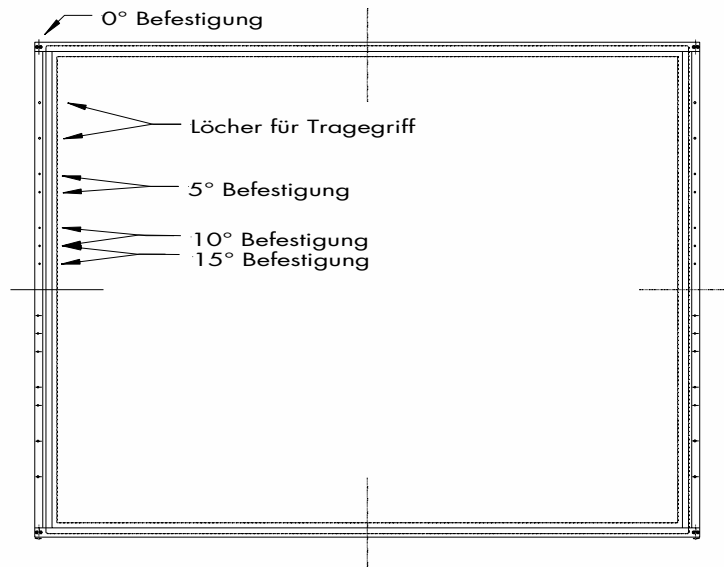 0° Befestigung
Löcher für Tragegriff
5° Befestigung
10° Befestigung
15° Befestigung